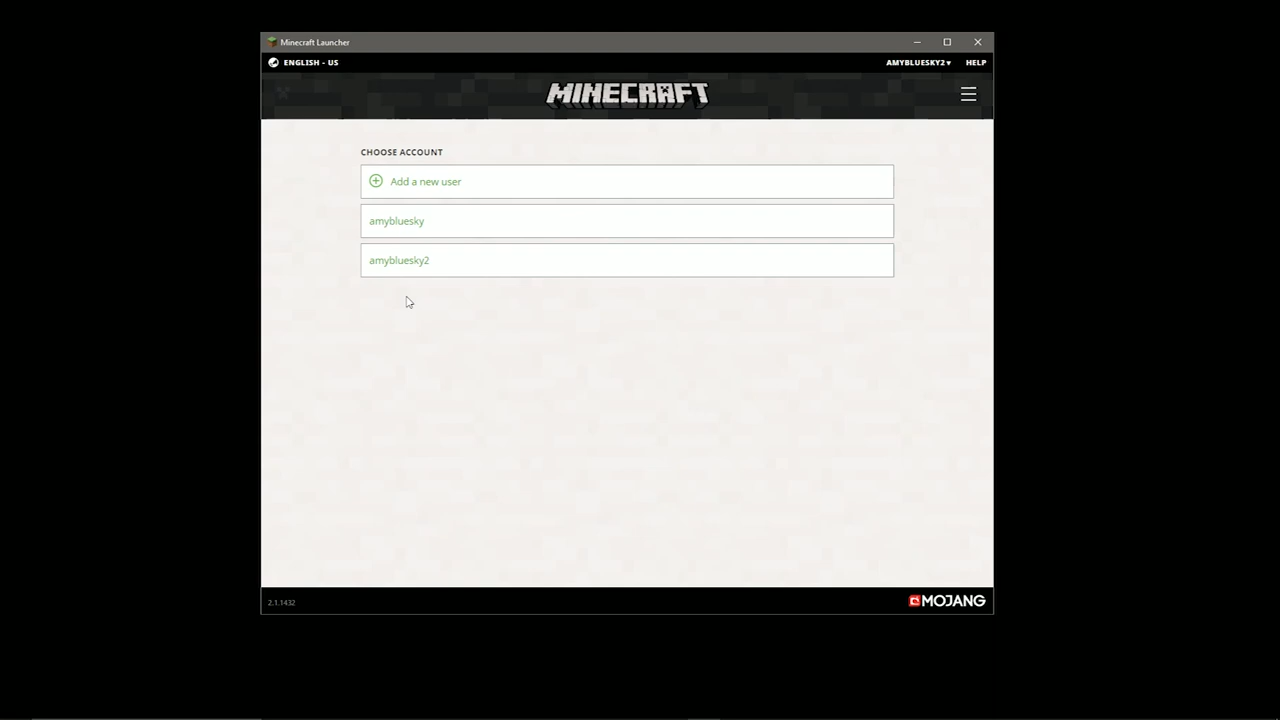 Minecraft Launcher
ENGLISH - US
AMYBLUESKY2▾ HELP
MINECRAFT
CHOOSE ACCOUNT
Add a new user
amybluesky
amybluesky2
2.1.1432
MOJANG